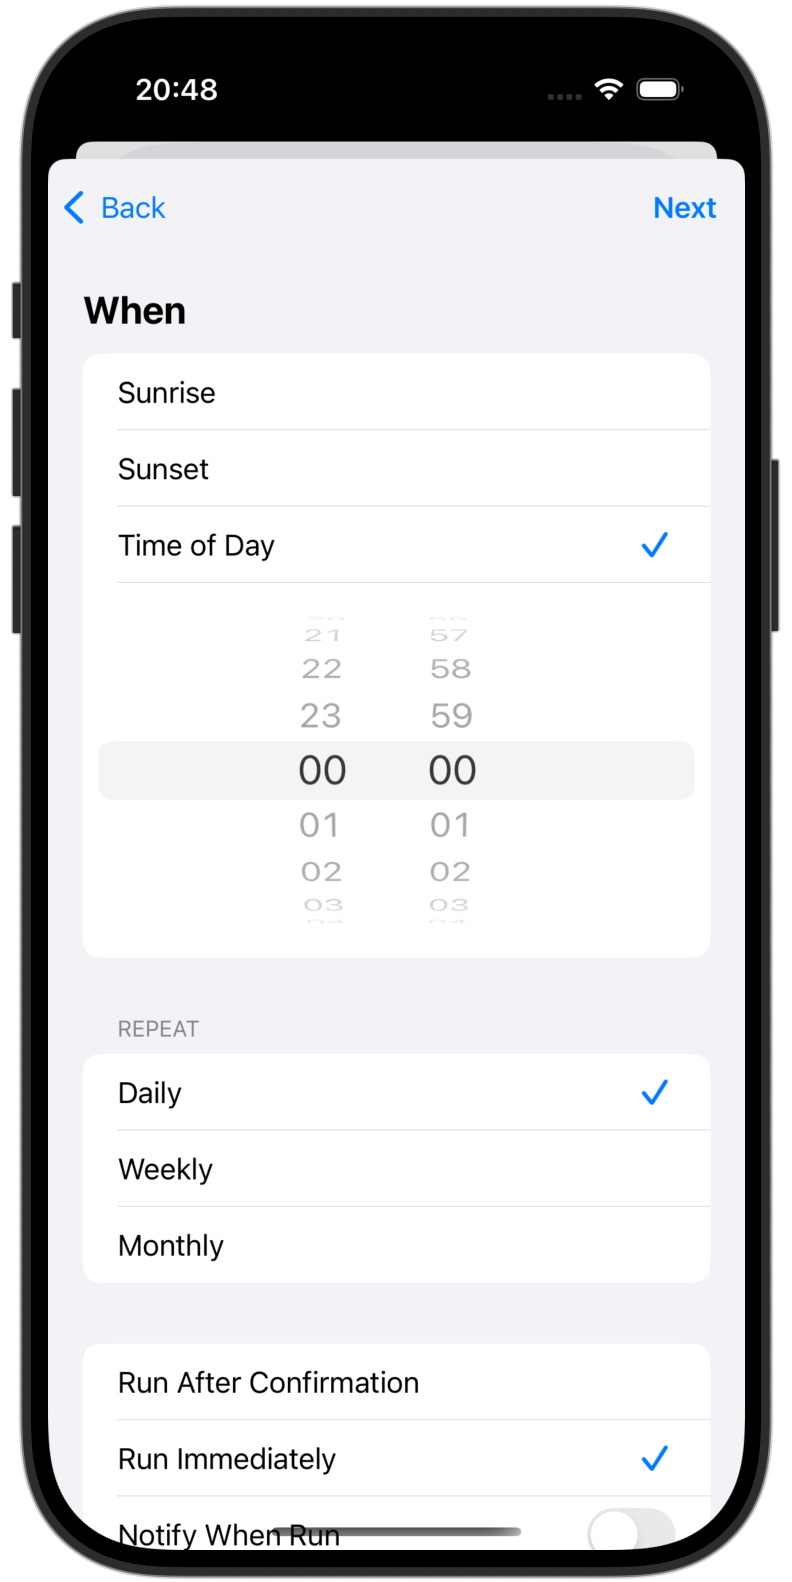 20:48
Back Next
When
Sunrise
Sunset
Time of Day
21 57
22 58
23 59
00 00
01 01
02 02
03 03
REPEAT
Daily
Weekly
Monthly
Run After Confirmation
Run Immediately
Notify When Run